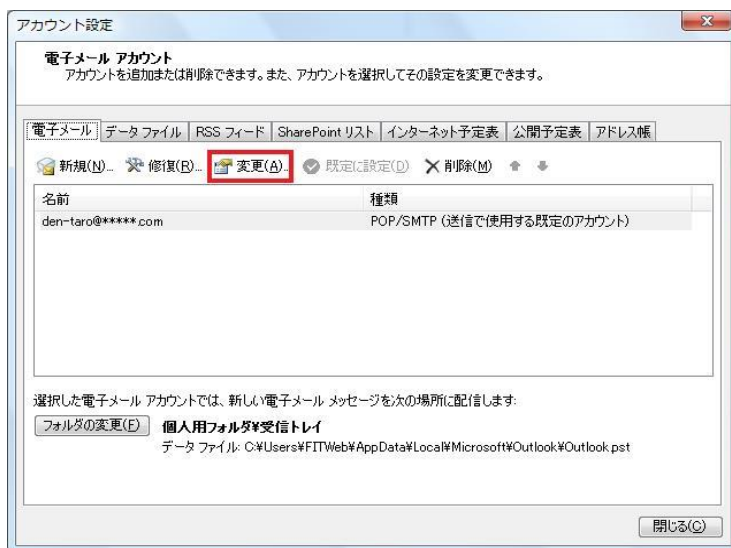 アカウント設定
電子メール アカウント
アカウントを追加または削除できます。また、アカウントを選択してその設定を変更できます。
電子メール データ ファイル RSS フィード SharePoint リスト インターネット予定表 公開予定表 アドレス帳
新規(N)... 修復(R)... 変更(A)... 既定に設定(D) 削除(M)
名前 種類
den-taro@*****.com POP/SMTP (送信で使用する既定のアカウント)
選択した電子メール アカウントでは、新しい電子メール メッセージを次の場所に配信します:
フォルダの変更(F) 個人用フォルダ¥受信トレイ
データ ファイル: C:¥Users¥FITWeb¥AppData¥Local¥Microsoft¥Outlook¥Outlook.pst
閉じる(C)